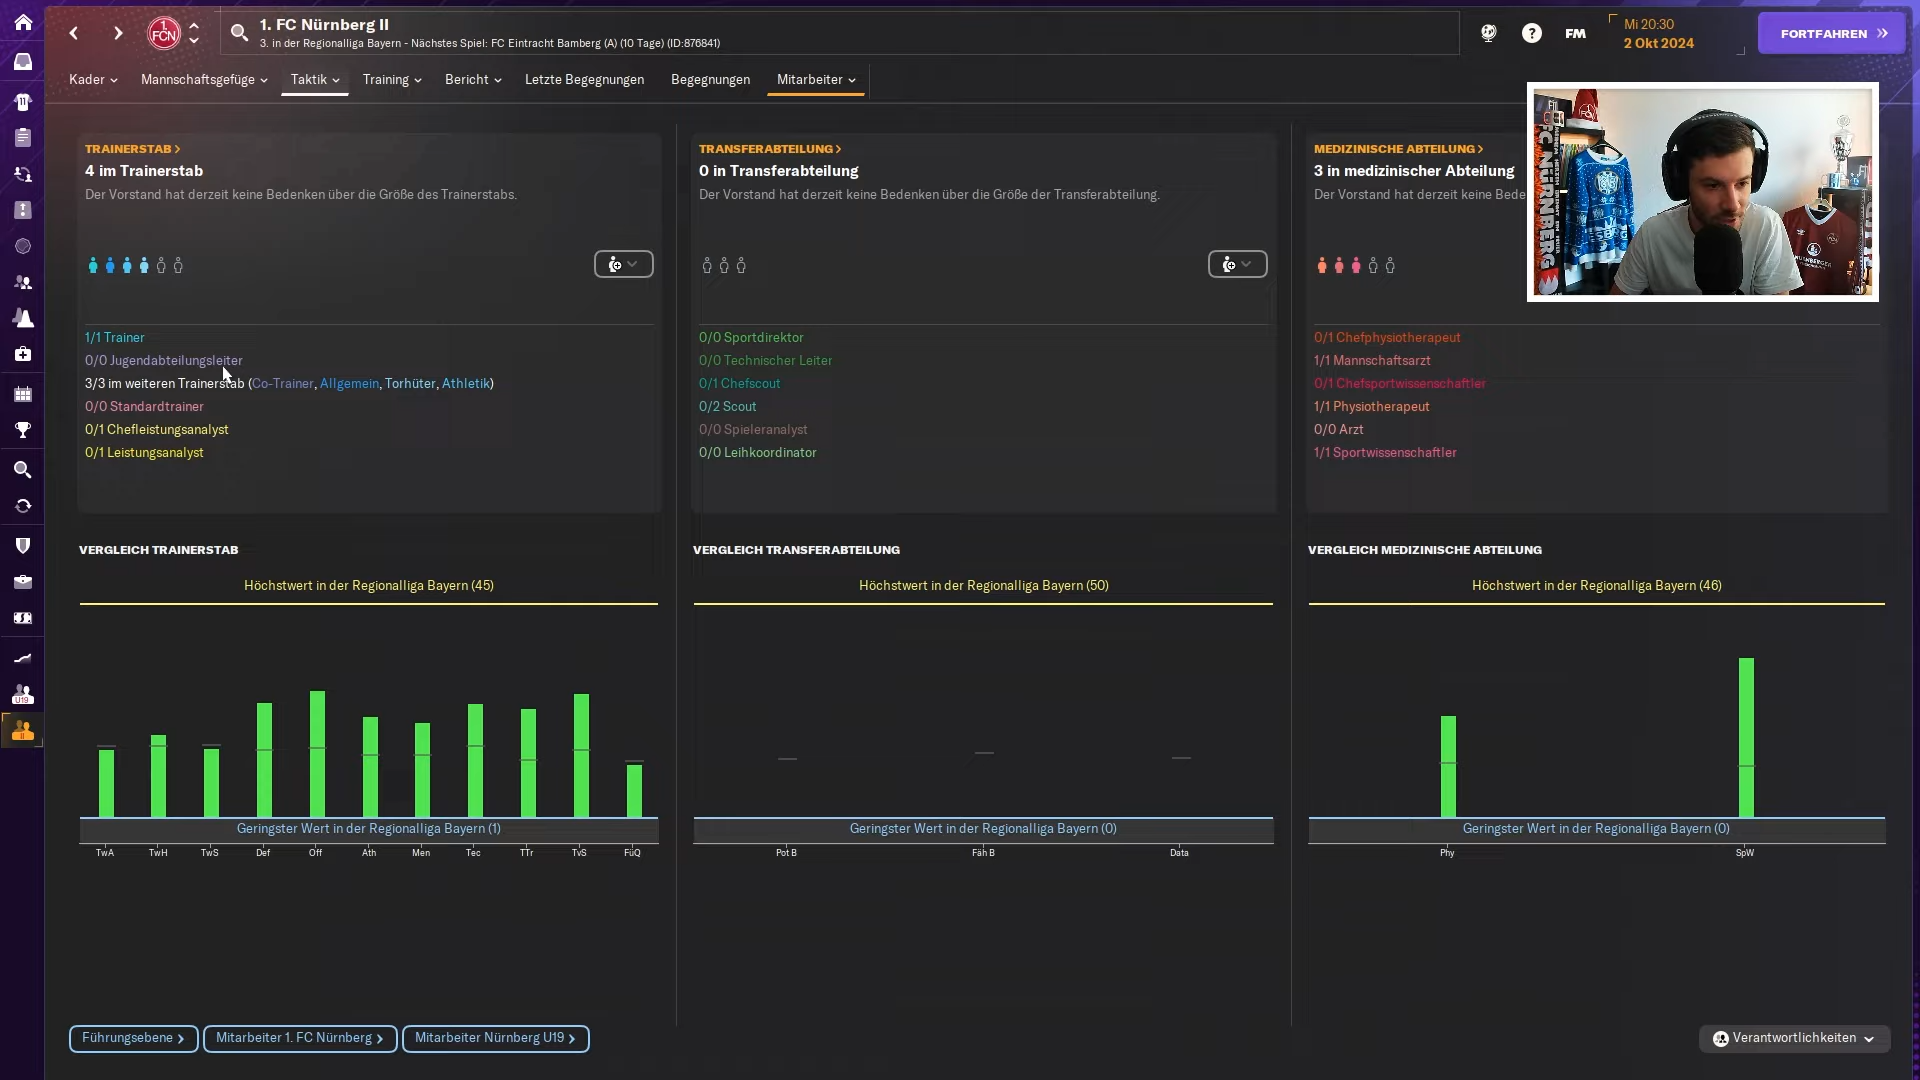 1. FC Nürnberg II
3. in der Regionalliga Bayern - Nächstes Spiel: FC Eintracht Bamberg (A) (10 Tage) (ID:876841)
FM
Mi 20:30
2 Okt 2024
FORTFAHREN
Kader
Mannschaftsgefüge
Taktik
Training
Bericht
Letzte Begegnungen
Begegnungen
Mitarbeiter
TRAINERSTAB
4 im Trainerstab
Der Vorstand hat derzeit keine Bedenken über die Größe des Trainerstabs.
1/1 Trainer
0/0 Jugendabteilungsleiter
3/3 im weiteren Trainerstab (Co-Trainer, Allgemein, Torhüter, Athletik)
0/0 Standardtrainer
0/1 Chefleistungsanalyst
0/1 Leistungsanalyst
TRANSFERABTEILUNG
0 in Transferabteilung
Der Vorstand hat derzeit keine Bedenken über die Größe der Transferabteilung.
0/0 Sportdirektor
0/0 Technischer Leiter
0/1 Chefscout
0/2 Scout
0/0 Spieleranalyst
0/0 Leihkoordinator
MEDIZINISCHE ABTEILUNG
3 in medizinischer Abteilung
Der Vorstand hat derzeit keine Bede
0/1 Chefphysiotherapeut
1/1 Mannschaftsarzt
0/1 Chefsportwissenschaftler
1/1 Physiotherapeut
0/0 Arzt
1/1 Sportwissenschaftler
FC NÜRNBERG
VERGLEICH TRAINERSTAB
Höchstwert in der Regionalliga Bayern (45)
Geringster Wert in der Regionalliga Bayern (1)
TwA TwH TwS Def Off Ath Men Tec TTr TvS FüQ
VERGLEICH TRANSFERABTEILUNG
Höchstwert in der Regionalliga Bayern (50)
Geringster Wert in der Regionalliga Bayern (0)
Pot B Fäh B Data
VERGLEICH MEDIZINISCHE ABTEILUNG
Höchstwert in der Regionalliga Bayern (46)
Geringster Wert in der Regionalliga Bayern (0)
Phy SpW
U19
II
Führungsebene
Mitarbeiter 1. FC Nürnberg
Mitarbeiter Nürnberg U19
Verantwortlichkeiten